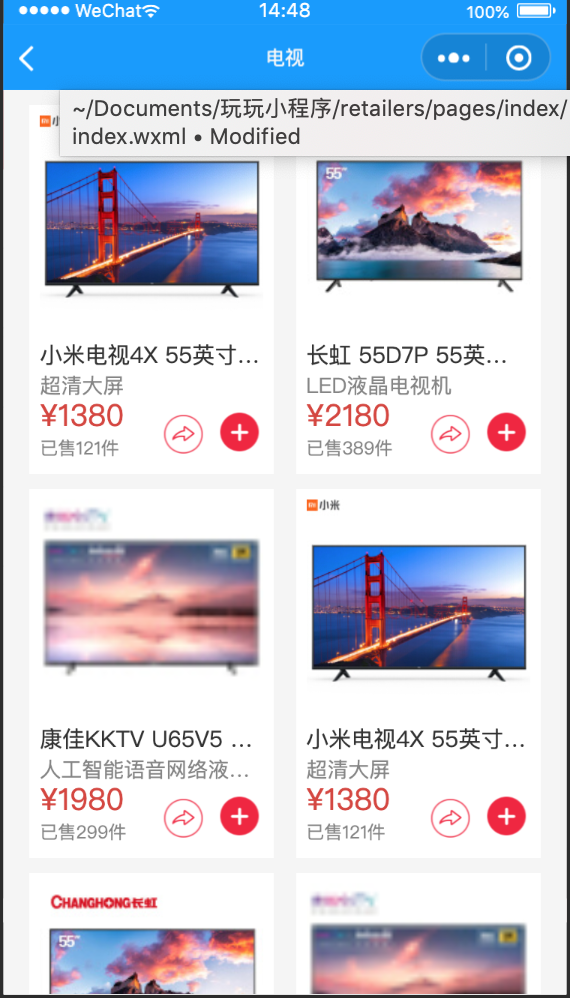 WeChat
14:48
100%
电视
~/Documents/玩玩小程序/retailers/pages/index/
index.wxml • Modified
55"
小米电视4X 55英寸...
超清大屏
¥1380
已售121件
长虹 55D7P 55英...
LED液晶电视机
¥2180
已售389件
小米
康佳KKTV U65V5 ...
人工智能语音网络液...
¥1980
已售299件
小米电视4X 55英寸...
超清大屏
¥1380
已售121件
CHANGHONG长虹
55"